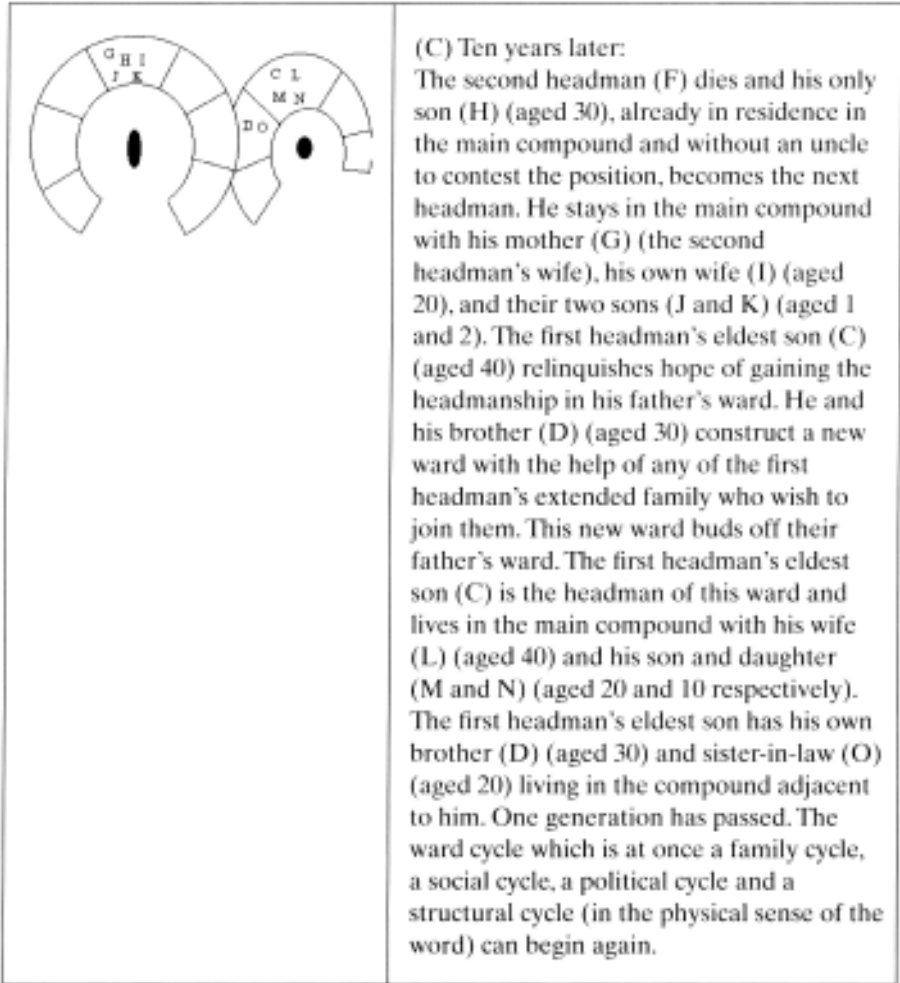 G H I
J K
C L
M N
D O
(C) Ten years later:
The second headman (F) dies and his only
son (H) (aged 30), already in residence in
the main compound and without an uncle
to contest the position, becomes the next
headman. He stays in the main compound
with his mother (G) (the second
headman's wife), his own wife (I) (aged
20), and their two sons (J and K) (aged 1
and 2). The first headman's eldest son (C)
(aged 40) relinquishes hope of gaining the
headmanship in his father's ward. He and
his brother (D) (aged 30) construct a new
ward with the help of any of the first
headman's extended family who wish to
join them. This new ward buds off their
father's ward. The first headman's eldest
son (C) is the headman of this ward and
lives in the main compound with his wife
(L) (aged 40) and his son and daughter
(M and N) (aged 20 and 10 respectively).
The first headman's eldest son has his own
brother (D) (aged 30) and sister-in-law (O)
(aged 20) living in the compound adjacent
to him. One generation has passed. The
ward cycle which is at once a family cycle,
a social cycle, a political cycle and a
structural cycle (in the physical sense of the
word) can begin again.